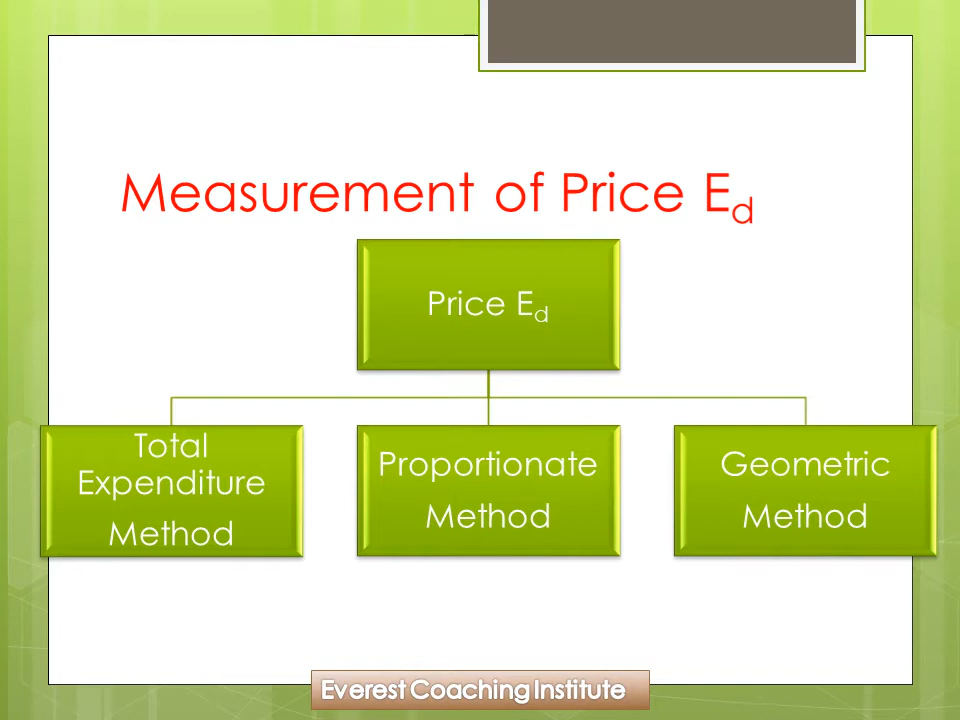 Measurement of Price Ed
Price Ed
Total
Expenditure
Method
Proportionate
Method
Geometric
Method
Everest Coaching Institute